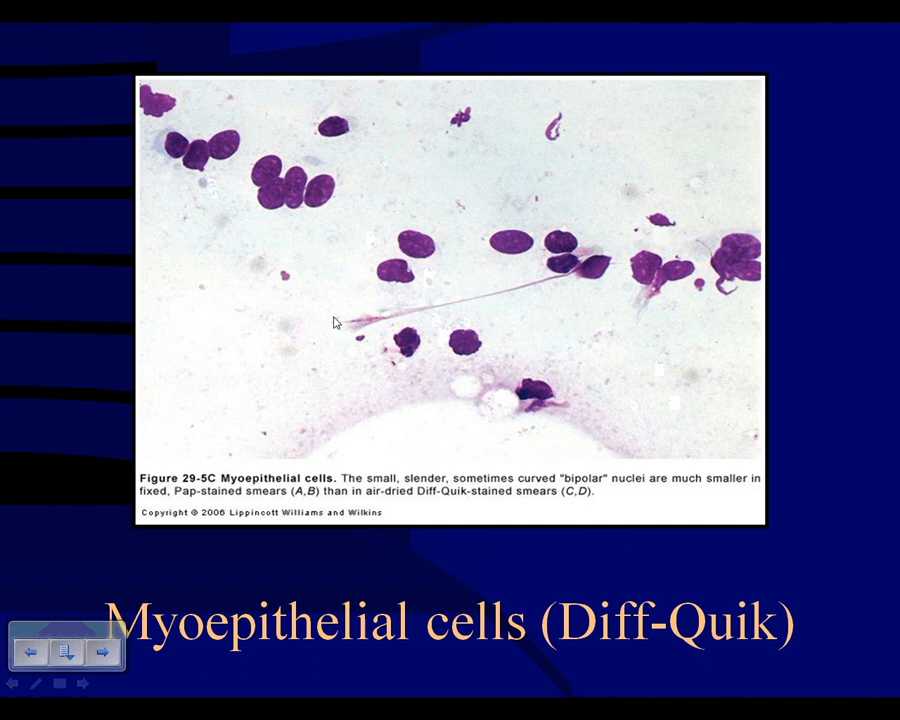 Figure 29-5C Myoepithelial cells. The small, slender, sometimes curved "bipolar" nuclei are much smaller in
fixed, Pap-stained smears (A,B) than in air-dried Diff-Quik-stained smears (C,D).
Copyright © 2006 Lippincott Williams and Wilkins
Myoepithelial cells (Diff-Quik)